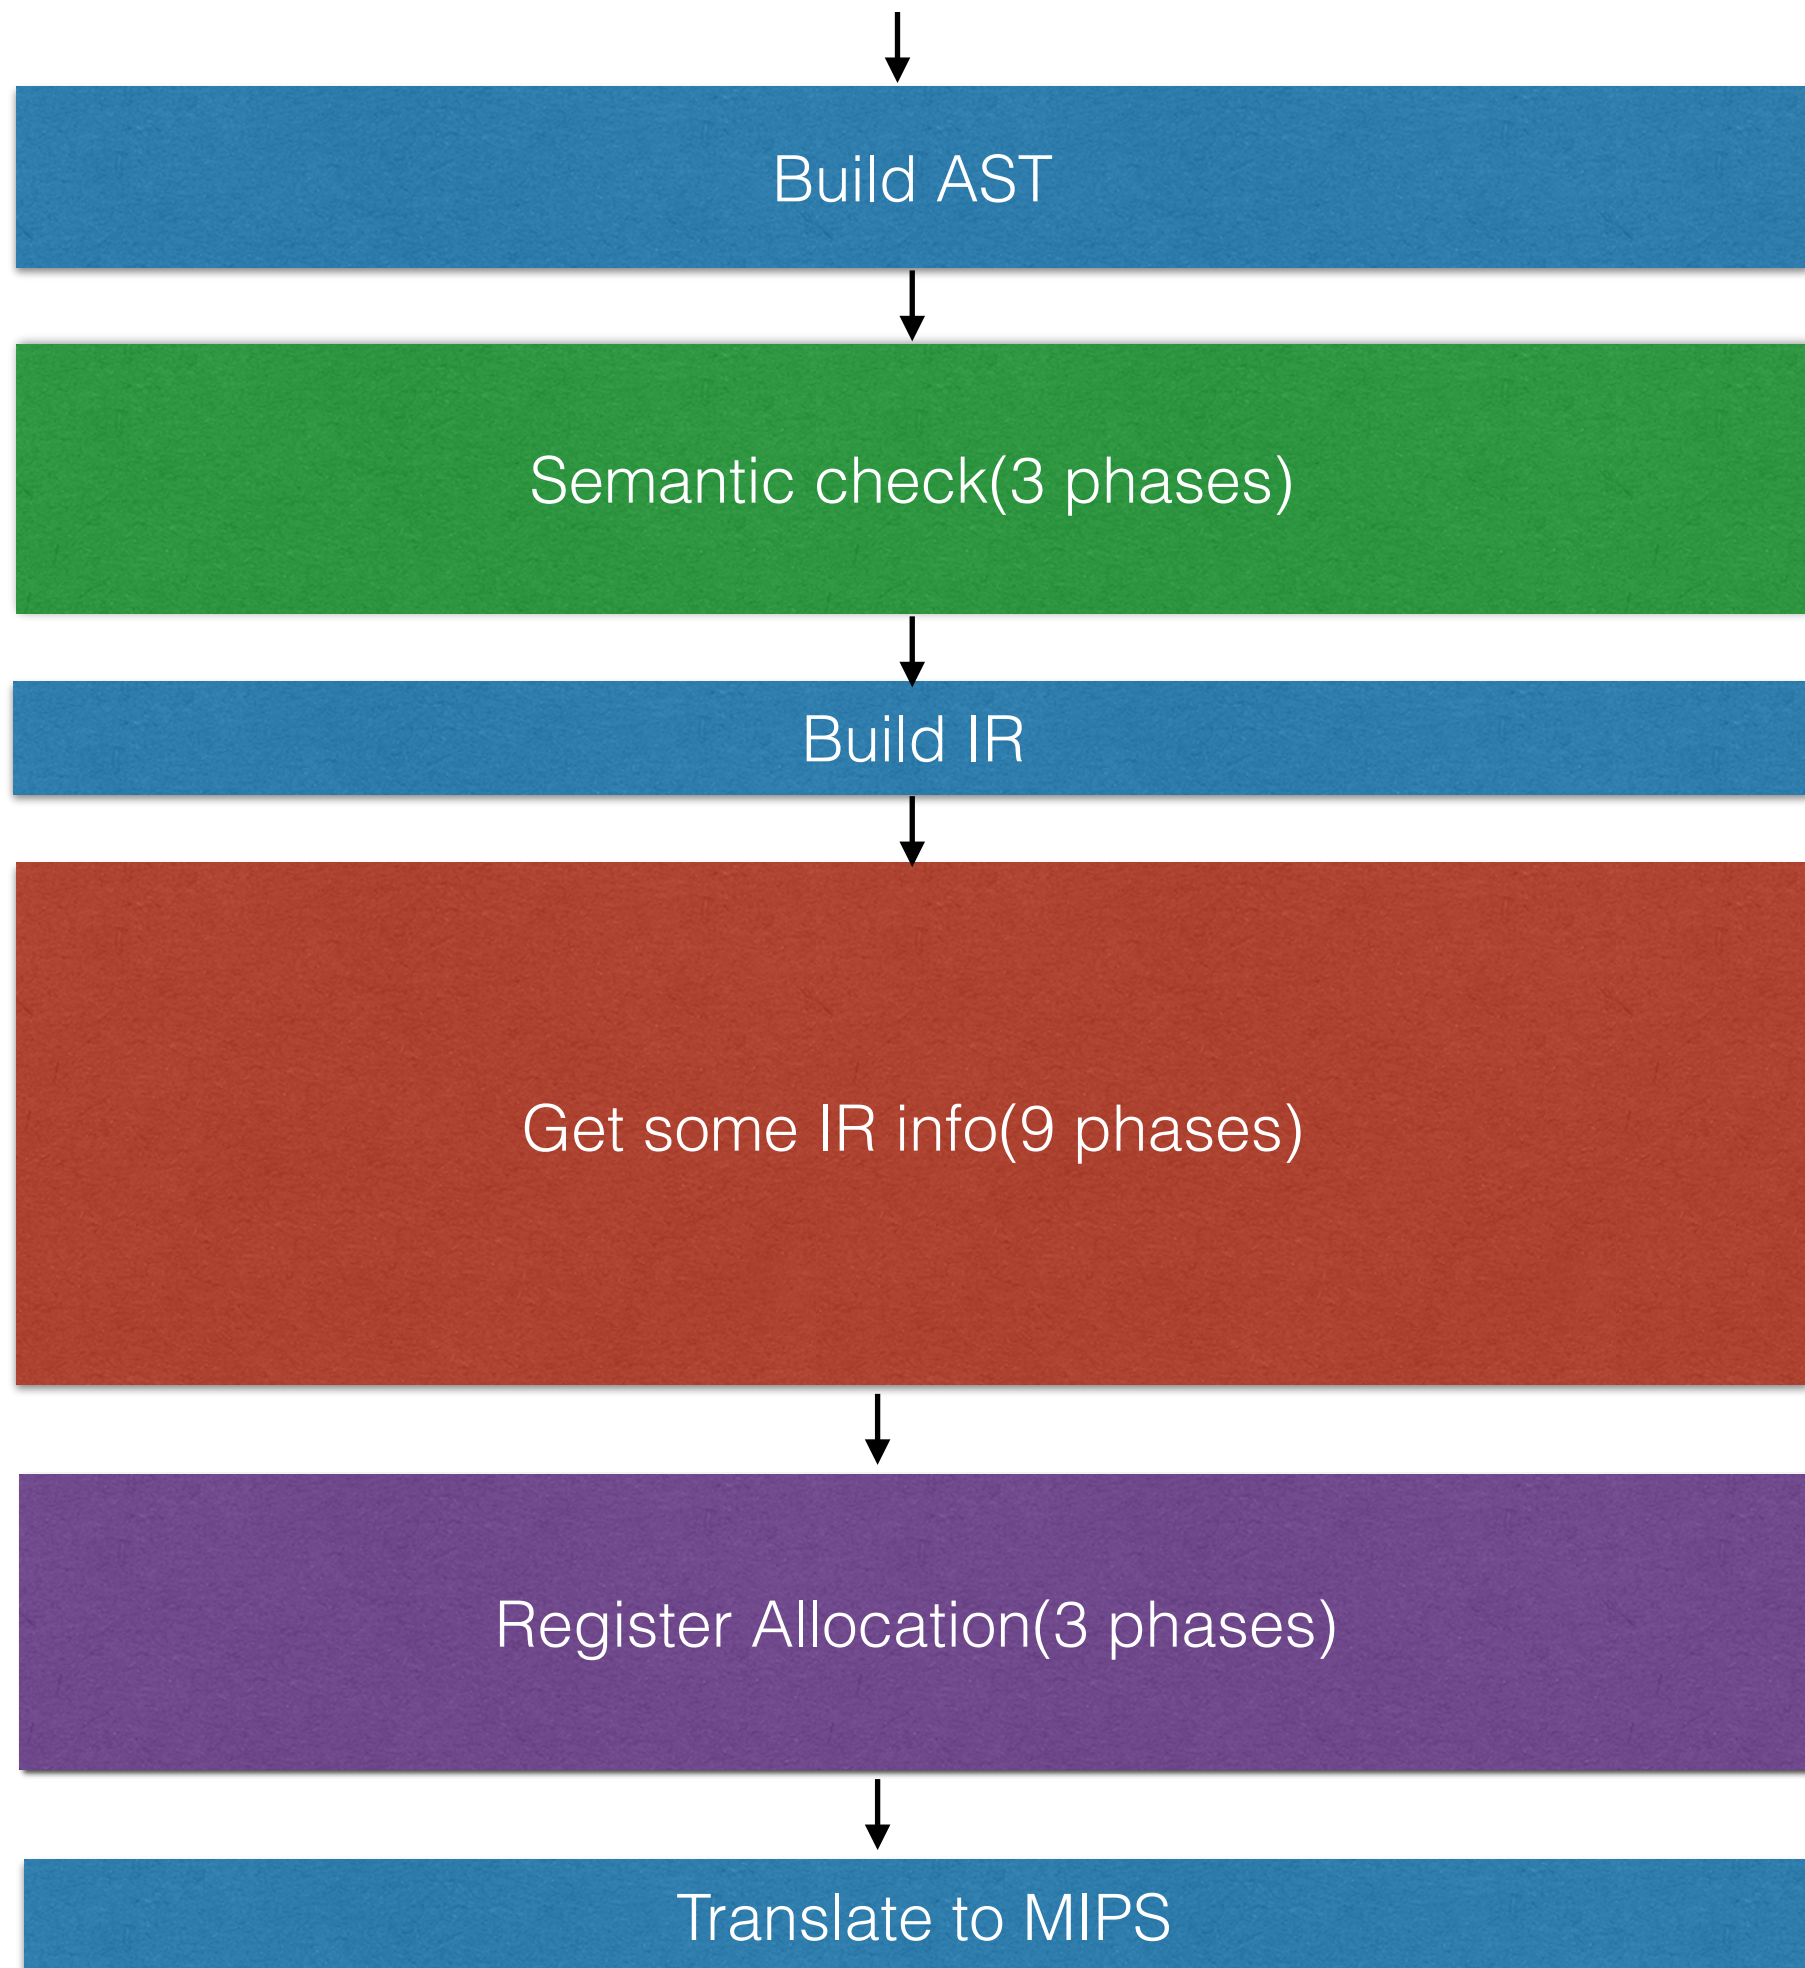 Build AST
Semantic check(3 phases)
Build IR
Get some IR info(9 phases)
Register Allocation(3 phases)
Translate to MIPS